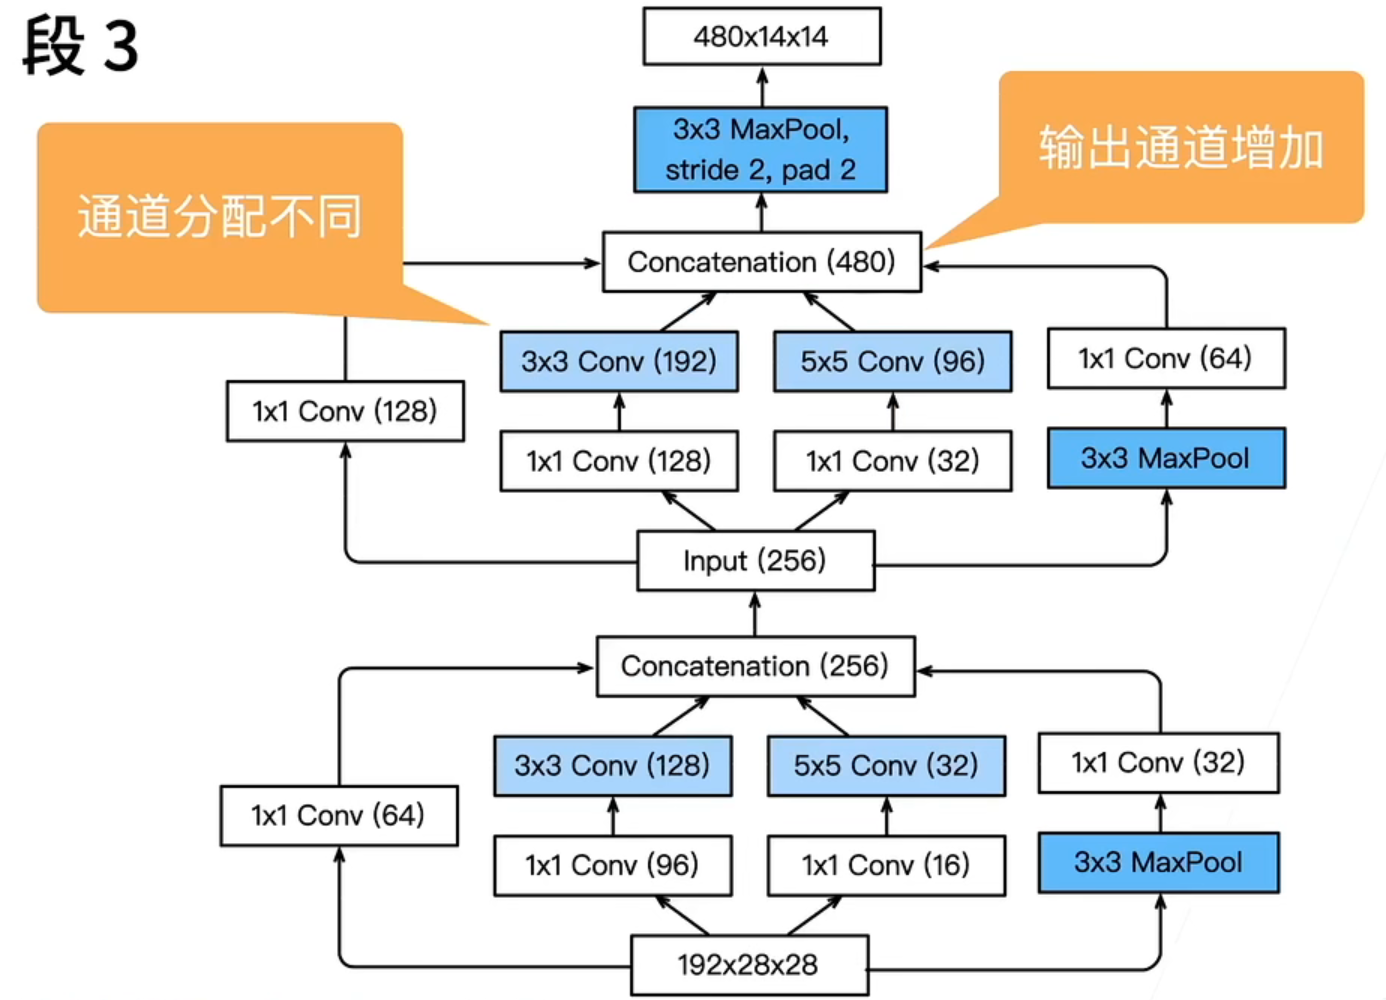 段 3
480x14x14
3x3 MaxPool,
stride 2, pad 2
输出通道增加
通道分配不同
Concatenation (480)
3x3 Conv (192)
5x5 Conv (96)
1x1 Conv (64)
1x1 Conv (128)
1x1 Conv (128)
1x1 Conv (32)
3x3 MaxPool
Input (256)
Concatenation (256)
3x3 Conv (128)
5x5 Conv (32)
1x1 Conv (32)
1x1 Conv (64)
1x1 Conv (96)
1x1 Conv (16)
3x3 MaxPool
192x28x28